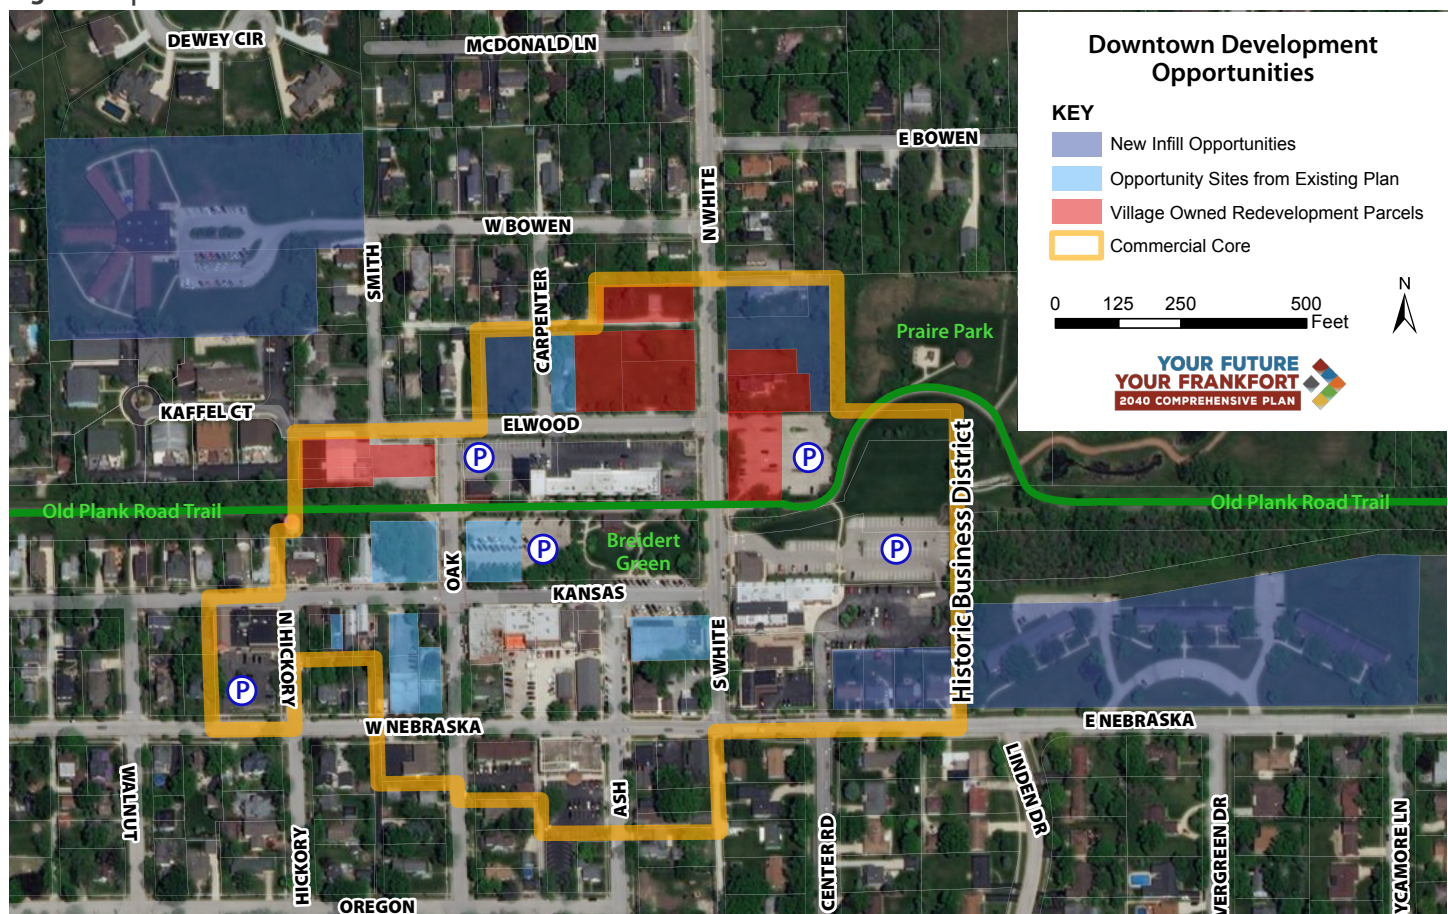 DEWEY CIR
MCDONALD LN
E BOWEN
N WHITE
W BOWEN
SMITH
CARPENTER
Praire Park
KAFFEL CT
ELWOOD
P
P
Historic Business District
Old Plank Road Trail
Old Plank Road Trail
P
Breidert
Green
P
OAK
KANSAS
N HICKORY
S WHITE
P
W NEBRASKA
E NEBRASKA
WALNUT
HICKORY
ASH
CENTER RD
LINDEN DR
VERGREEN DR
YCAMORE LN
OREGON
Downtown Development
Opportunities
KEY
New Infill Opportunities
Opportunity Sites from Existing Plan
Village Owned Redevelopment Parcels
Commercial Core
0 125 250 500
Feet
N
YOUR FUTURE
YOUR FRANKFORT
2040 COMPREHENSIVE PLAN